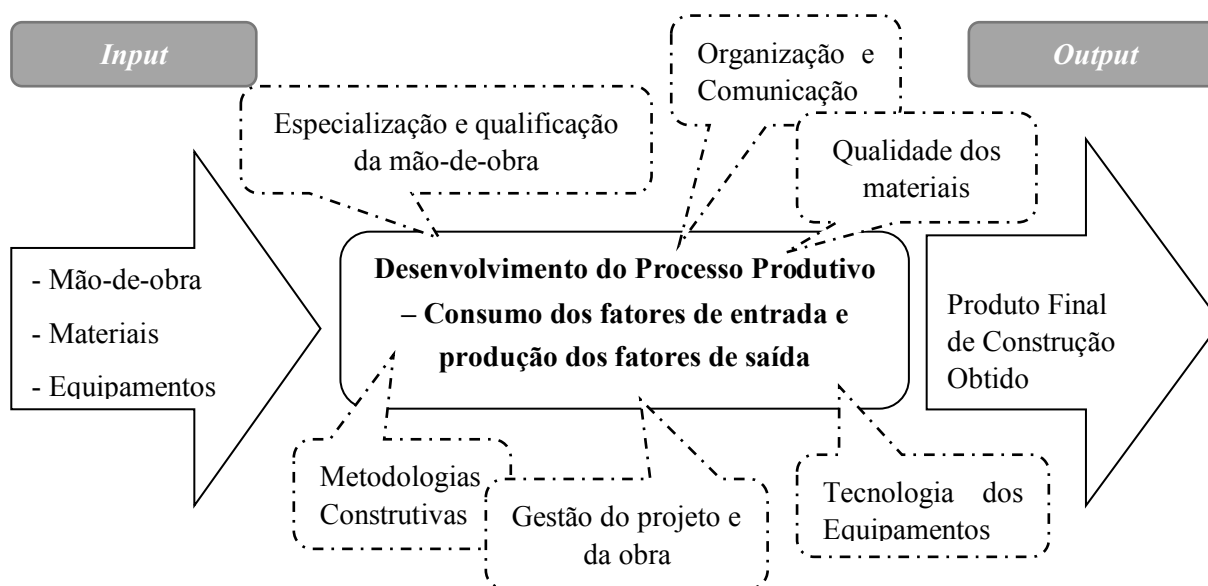 Input
Organização e
Comunicação
Output
Especialização e qualificação
da mão-de-obra
Qualidade dos
materiais
- Mão-de-obra
- Materiais
- Equipamentos
Desenvolvimento do Processo Produtivo
– Consumo dos fatores de entrada e
produção dos fatores de saída
Produto Final
de Construção
Obtido
Metodologias
Construtivas
Gestão do projeto e
da obra
Tecnologia dos
Equipamentos